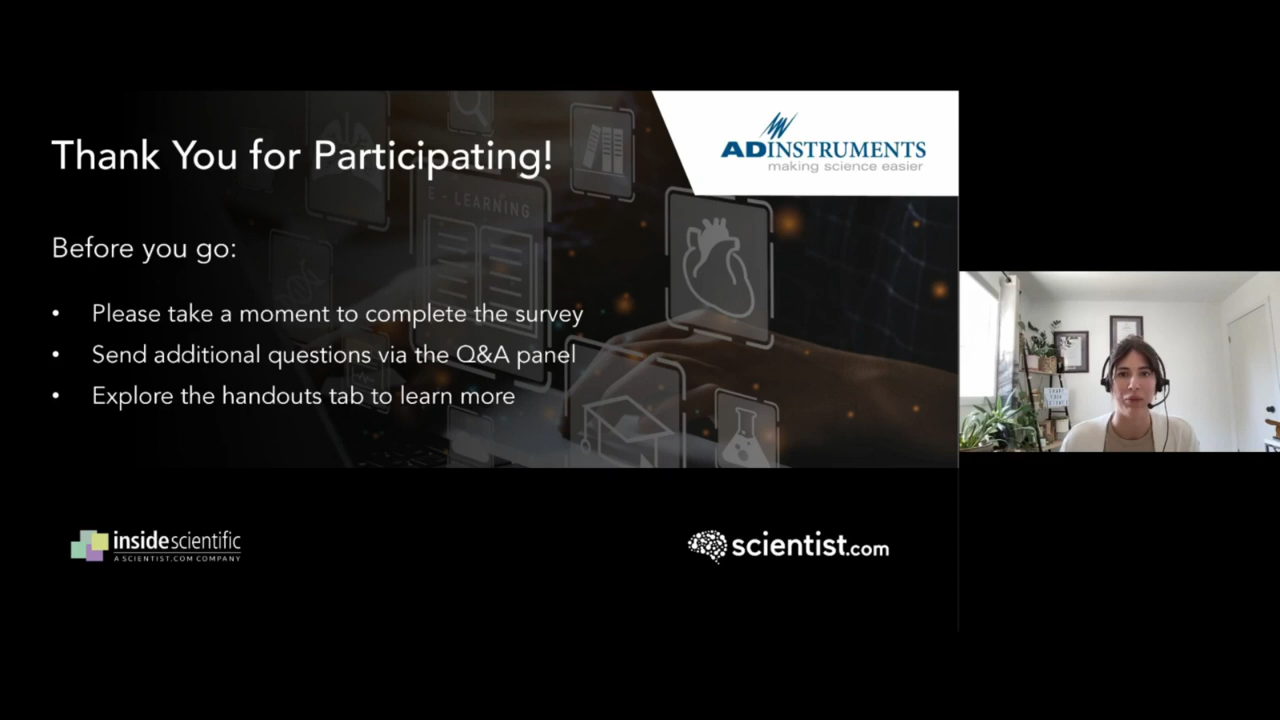 Thank You for Participating!
ADINSTRUMENTS
making science easier
E - LEARNING
Before you go:
• Please take a moment to complete the survey
• Send additional questions via the Q&A panel
• Explore the handouts tab to learn more
insidescientific
A SCIENTIST.COM COMPANY
scientist.com